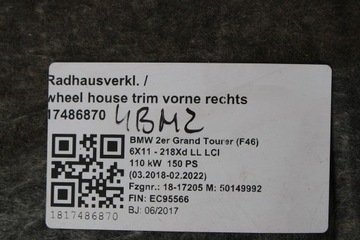 Radhausverkl. /
wheel house trim vorne rechts
17486870 4BMZ
BMW 2er Grand Tourer (F46)
6X11 - 218Xd LL LCI
110 kW 150 PS
(03.2018-02.2022)
Fzgnr.: 18-17205 M: 50149992
FIN: EC95566
BJ: 06/2017
1817486870